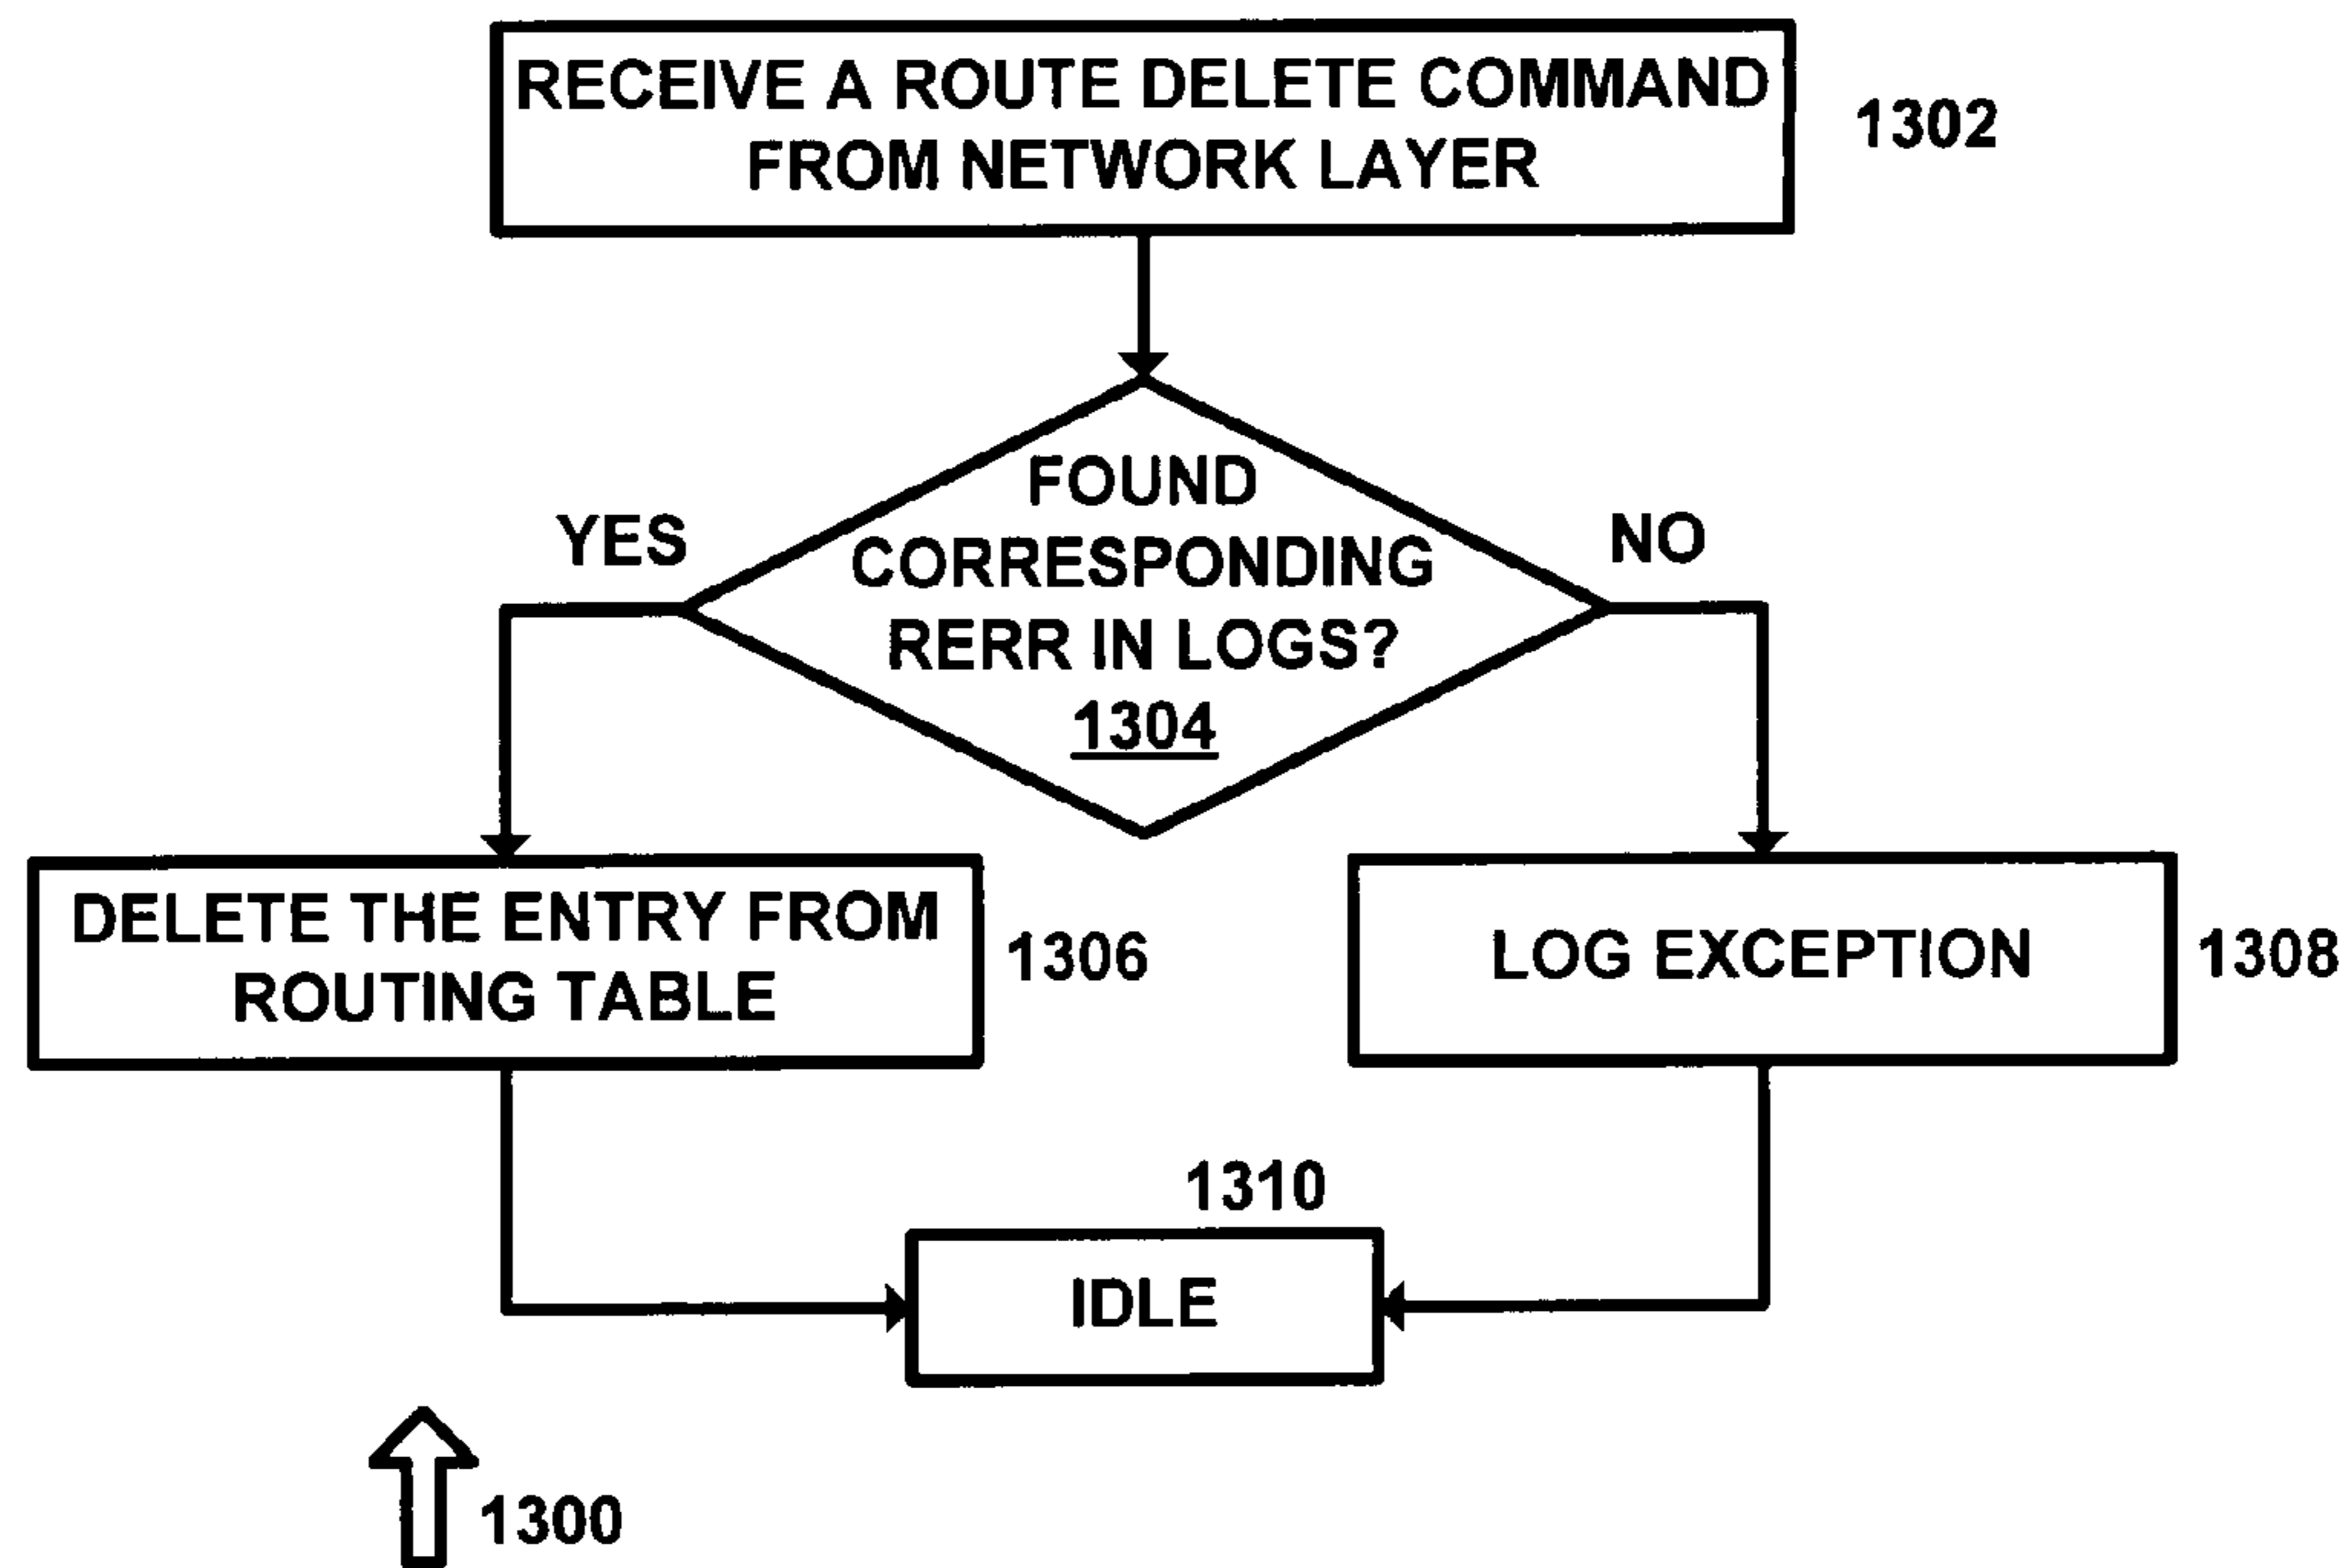 RECEIVE A ROUTE DELETE COMMAND
FROM NETWORK LAYER
1302
FOUND
CORRESPONDING
RERR IN LOGS?
1304
YES
NO
DELETE THE ENTRY FROM
ROUTING TABLE
1306
LOG EXCEPTION
1308
1310
IDLE
1300